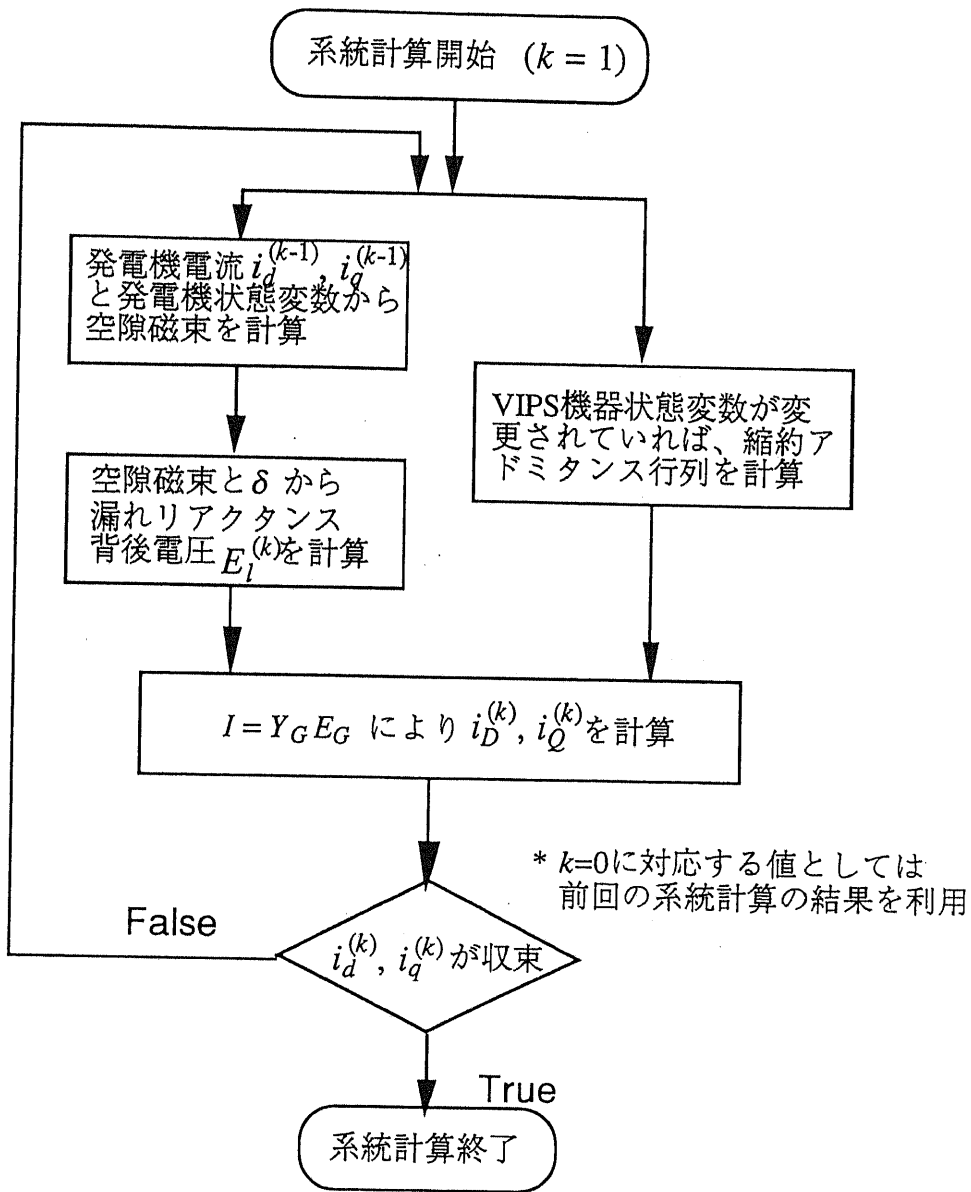 系統計算開始 (k = 1)
発電機電流 i_d^{(k-1)}, i_q^{(k-1)}
と発電機状態変数から
空隙磁束を計算
空隙磁束とδ から
漏れリアクタンス
背後電圧 E_l^{(k)}を計算
VIPS機器状態変数が変
更されていれば、縮約ア
ドミタンス行列を計算
I = Y_G E_G により i_D^{(k)}, i_Q^{(k)}を計算
* k=0に対応する値としては
前回の系統計算の結果を利用
False
i_d^{(k)}, i_q^{(k)} が収束
True
系統計算終了